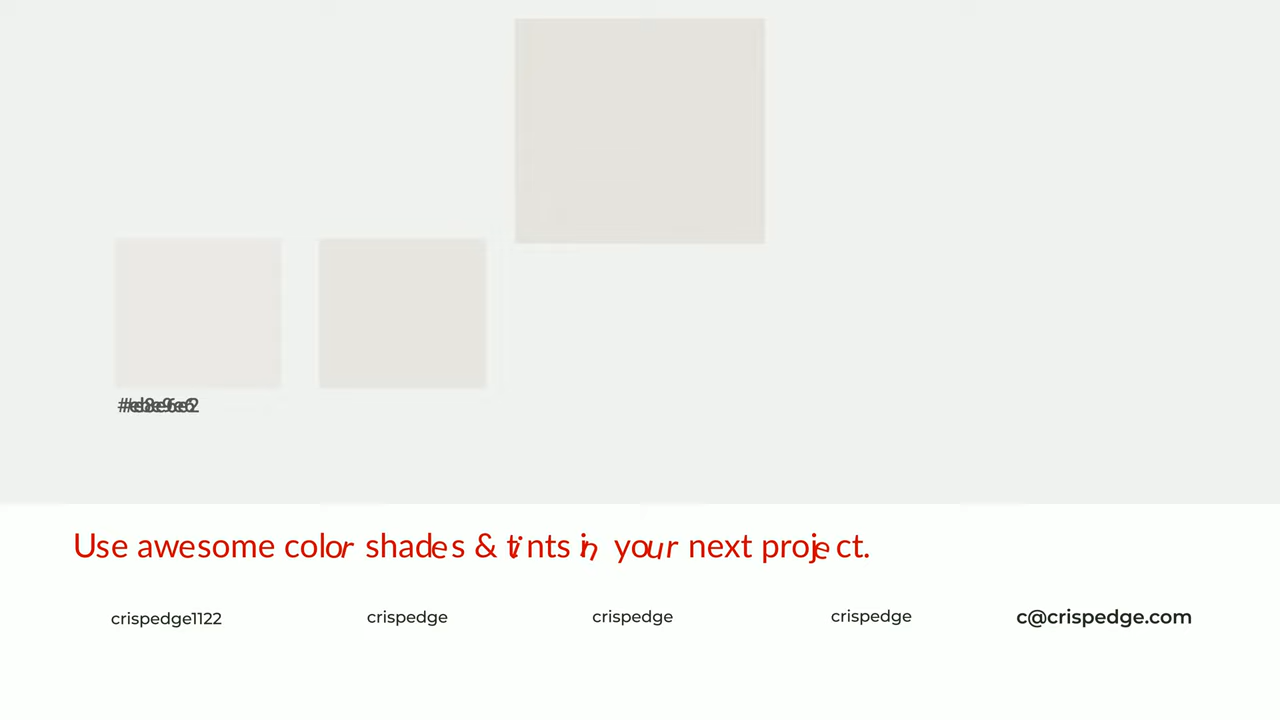 Use awesome color shades & tints in your next project.
crispedge1122 crispedge crispedge crispedge c@crispedge.com